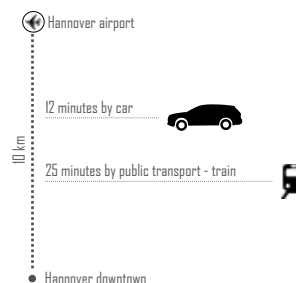 Hannover airport
12 minutes by car
10 km
25 minutes by public transport - train
Hannover downtown